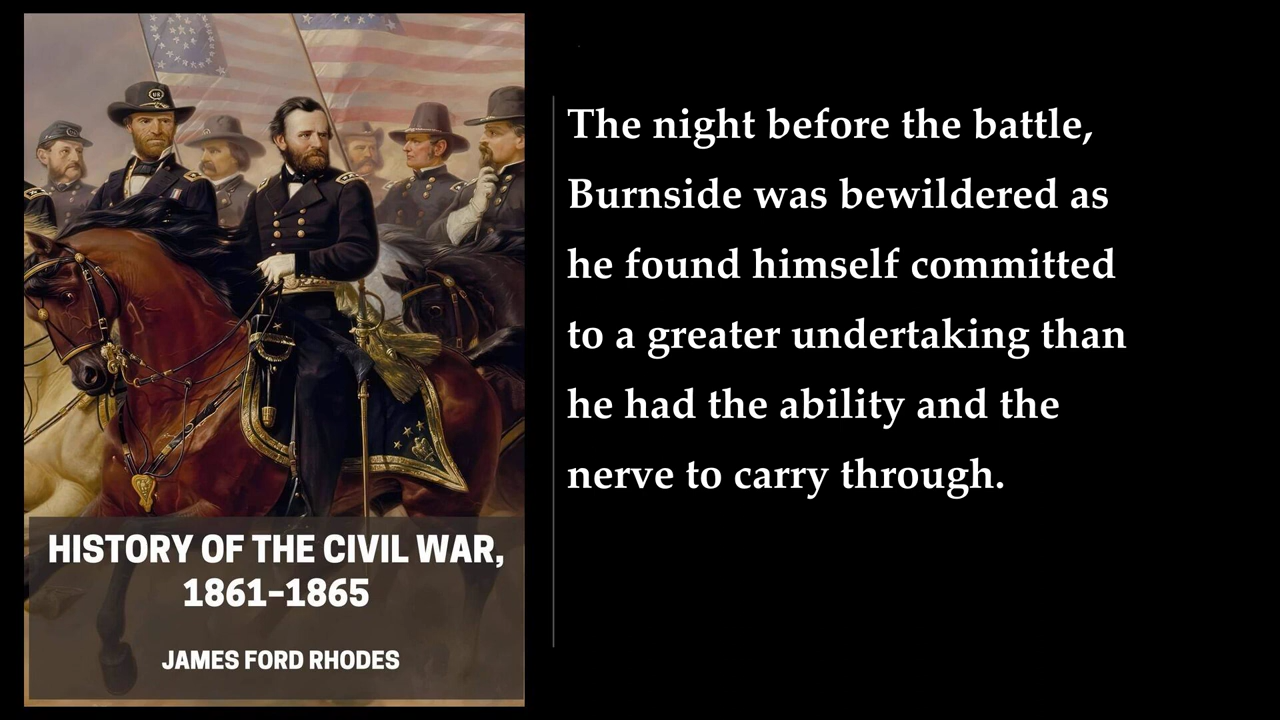 HISTORY OF THE CIVIL WAR,
1861–1865
JAMES FORD RHODES
The night before the battle,
Burnside was bewildered as
he found himself committed
to a greater undertaking than
he had the ability and the
nerve to carry through.